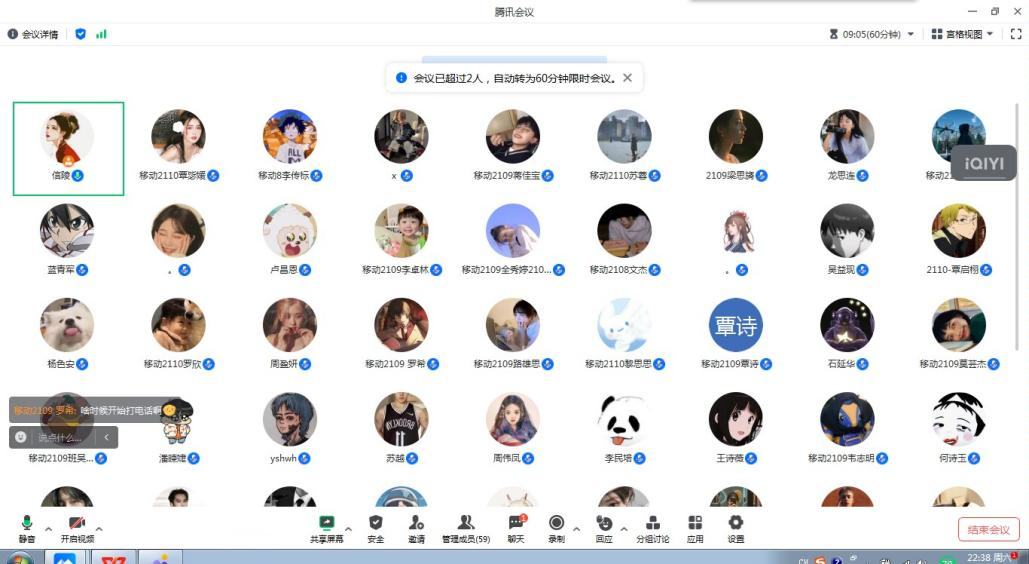 腾讯会议
会议详情
09:05(60分钟)
宫格视图
会议已超过2人，自动转为60分钟限时会议。
信陵
移动2110覃宓媛
移动8李传标
x
移动2109蒋佳宝
移动2110苏蓉
2109梁思腾
龙思连
iQIYI
蓝青军
。
卢昌恩
移动2109李卓林
移动2109全秀婷210...
移动2108文杰
。
吴益现
2110-覃启栩
杨色安
移动2110罗欣
周盈妍
移动2109 罗希
移动2109路雄思
移动2110黎思思
覃诗
移动2109覃诗
石延华
移动2109莫芸杰
移动2109 罗希: 啥时候开始打电话啊
说点什么...
移动2109班吴...
潘睫婕
yshwh
苏越
周伟凤
李民培
王诗薇
移动2109韦志明
何诗玉
静音
开启视频
共享屏幕
安全
邀请
管理成员(59)
聊天
1
录制
回应
分组讨论
应用
设置
结束会议
CH
22:38 周六